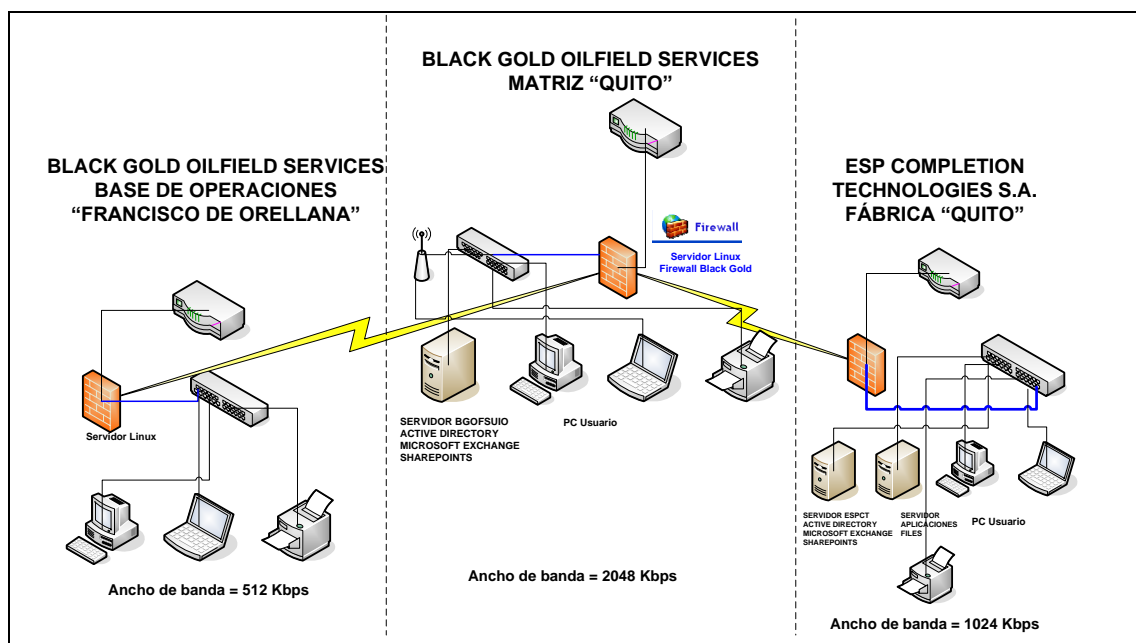 BLACK GOLD OILFIELD SERVICES
BASE DE OPERACIONES
“FRANCISCO DE ORELLANA”
Servidor Linux
Ancho de banda = 512 Kbps
BLACK GOLD OILFIELD SERVICES
MATRIZ “QUITO”
Firewall
Servidor Linux
Firewall Black Gold
SERVIDOR BGOFSUIO
ACTIVE DIRECTORY
MICROSOFT EXCHANGE
SHAREPOINTS
PC Usuario
Ancho de banda = 2048 Kbps
ESP COMPLETION
TECHNOLOGIES S.A.
FÁBRICA “QUITO”
SERVIDOR ESPCT
ACTIVE DIRECTORY
MICROSOFT EXCHANGE
SHAREPOINTS
SERVIDOR
APLICACIONES
FILES
PC Usuario
Ancho de banda = 1024 Kbps